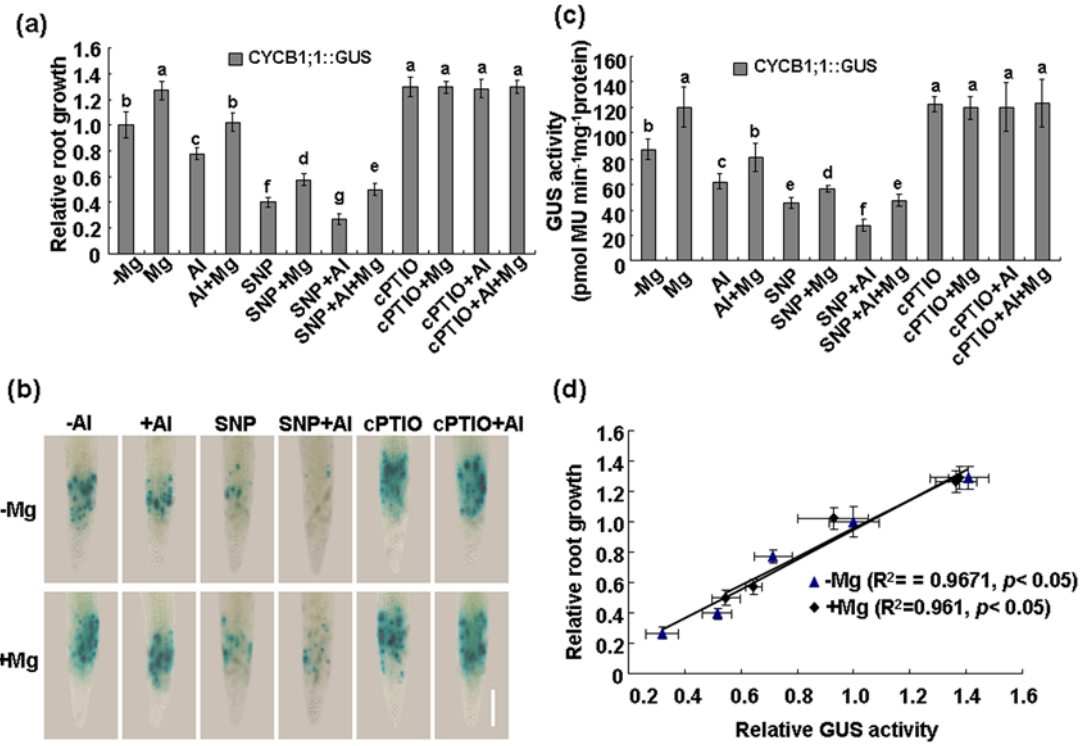 (a)
1.6
1.4
1.2
1.0
0.8
0.6
0.4
0.2
0
Relative root growth
CYCB1;1::GUS
b
a
c
b
f
d
g
e
a
a
a
a
-Mg
Mg
Al
Al+Mg
SNP
SNP+Mg
SNP+Al
SNP+Al+Mg
cPTIO
cPTIO+Mg
cPTIO+Al
cPTIO+Al+Mg
(c)
160
140
120
100
80
60
40
20
0
GUS activity
(pmol MU min-1mg-1protein)
CYCB1;1::GUS
b
a
c
b
e
d
f
e
a
a
a
a
-Mg
Mg
Al
Al+Mg
SNP
SNP+Mg
SNP+Al
SNP+Al+Mg
cPTIO
cPTIO+Mg
cPTIO+Al
cPTIO+Al+Mg
(b)
-Al +Al SNP SNP+Al cPTIO cPTIO+Al
-Mg
+Mg
(d)
1.6
1.4
1.2
1.0
0.8
0.6
0.4
0.2
0
Relative root growth
-Mg (R2= = 0.9671, p< 0.05)
+Mg (R2=0.961, p< 0.05)
0.2 0.4 0.6 0.8 1.0 1.2 1.4 1.6
Relative GUS activity